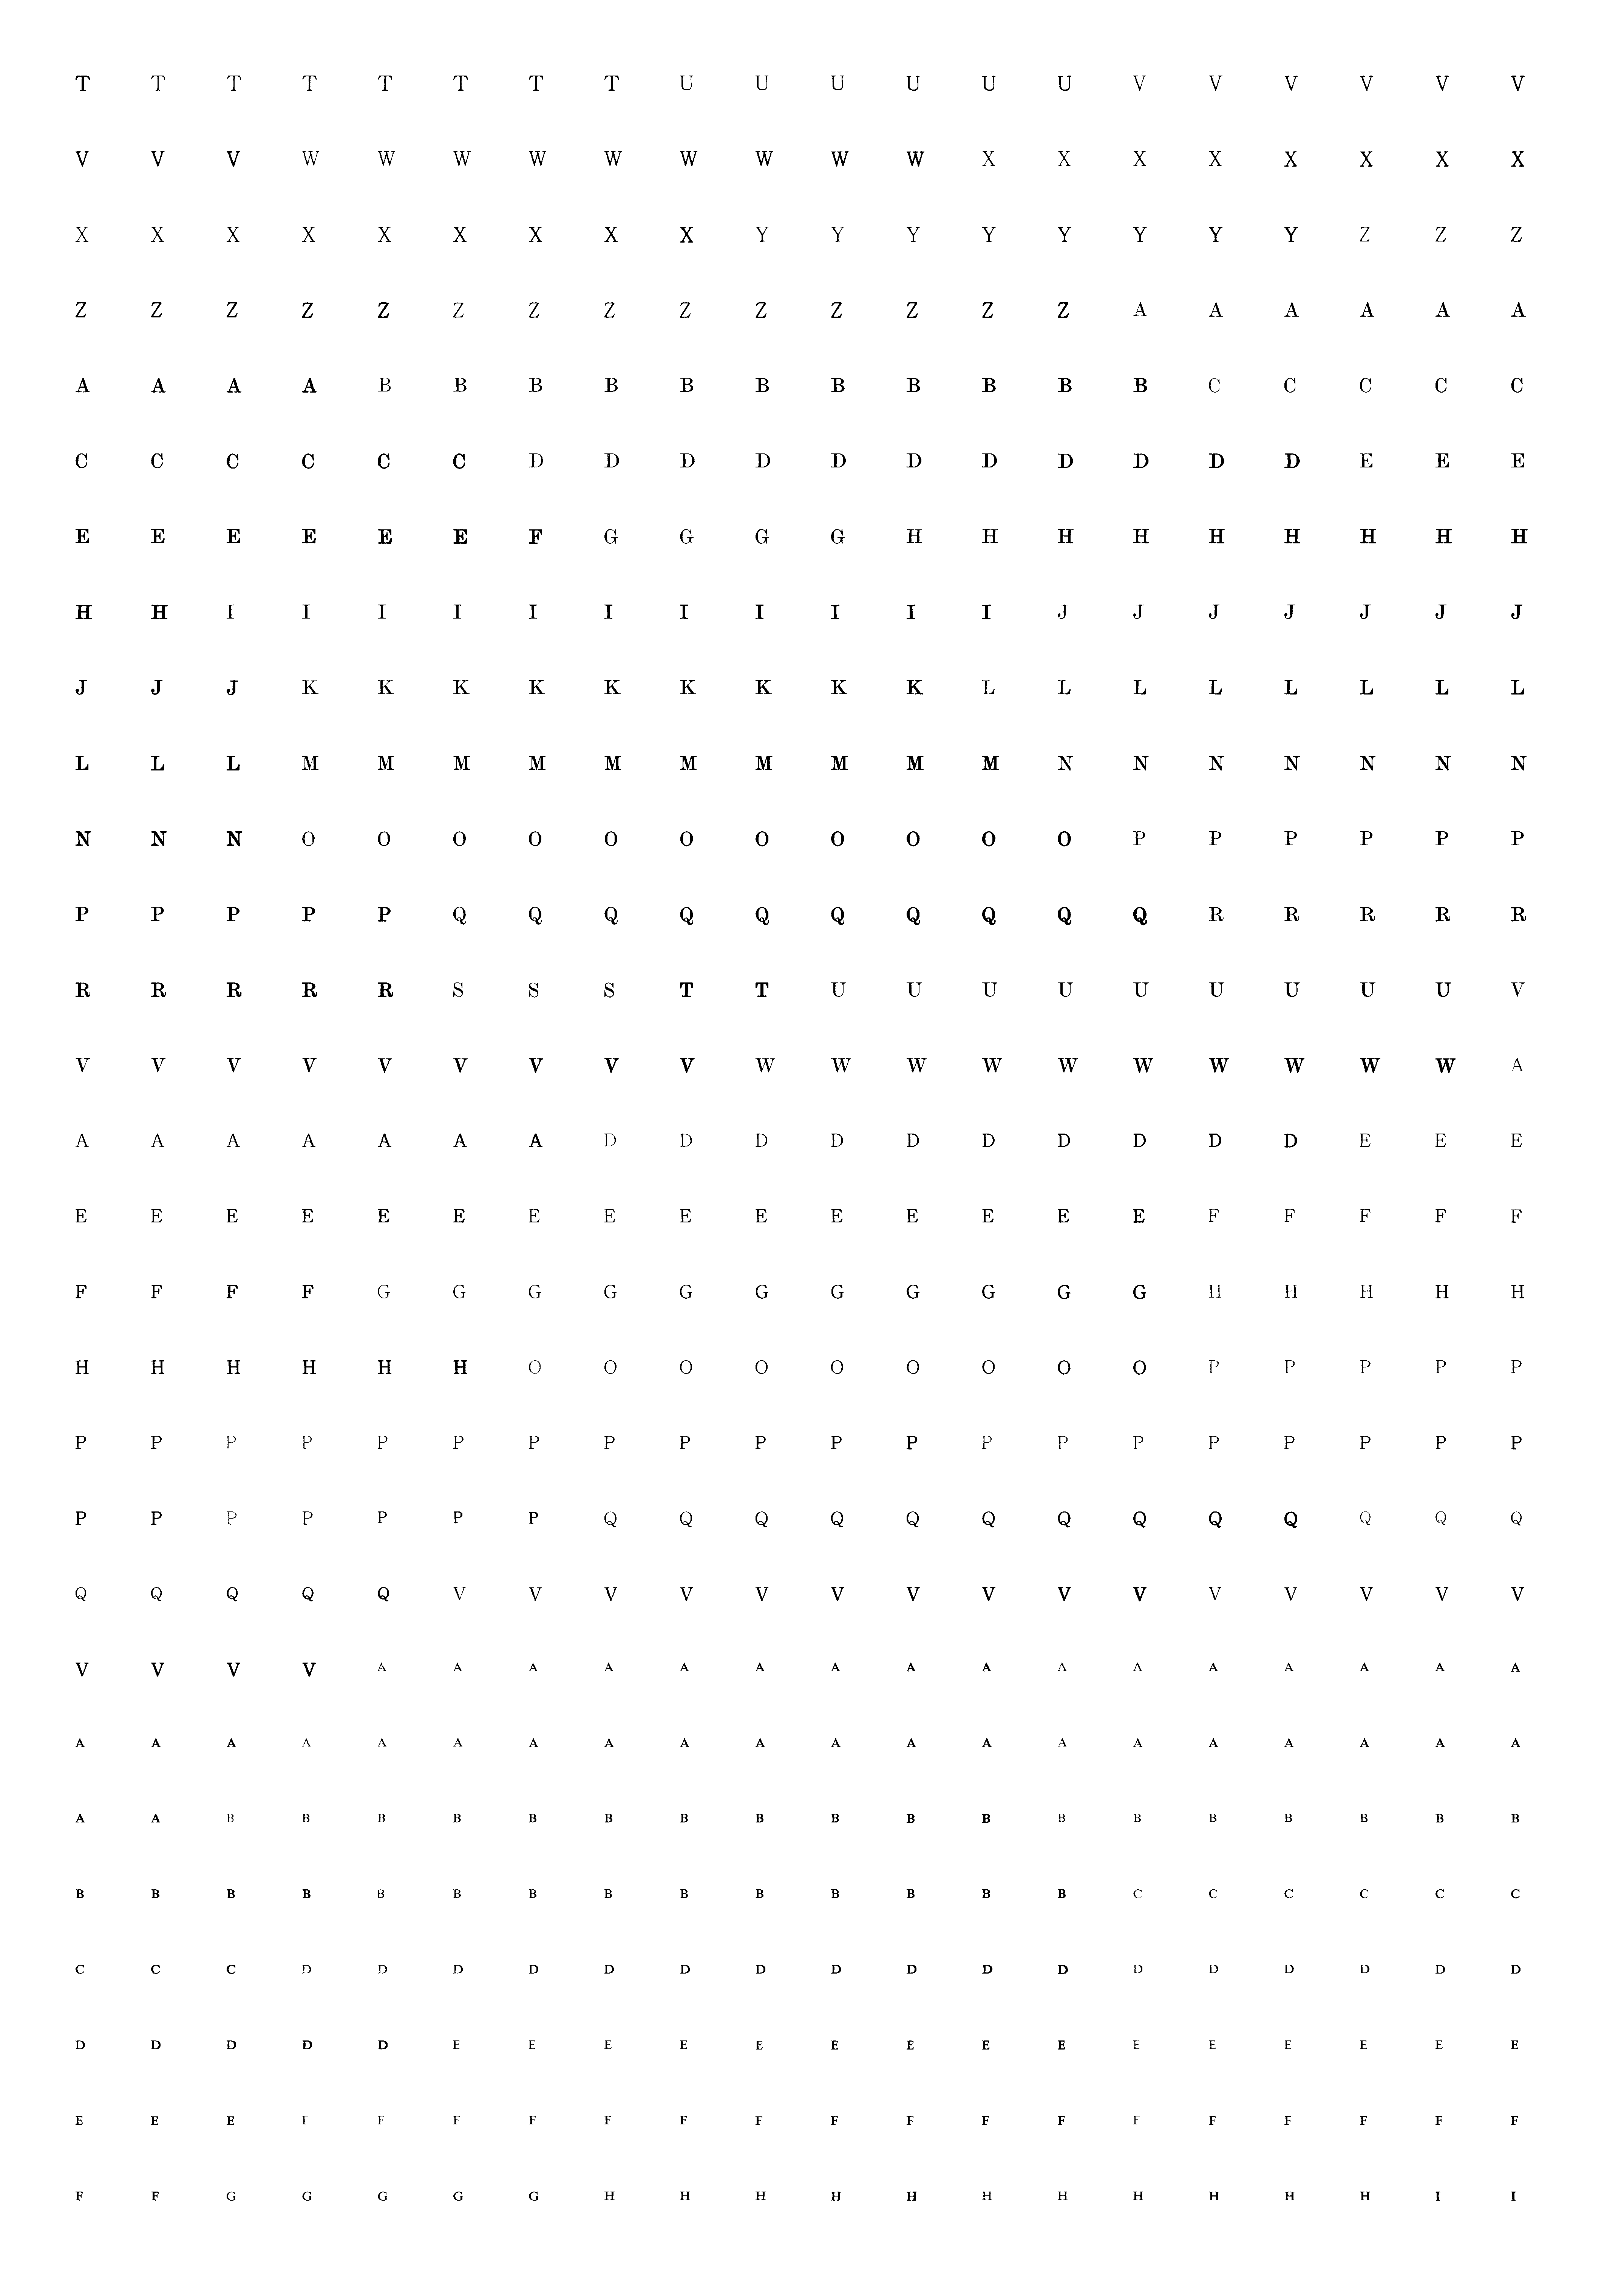 T T T T T T T T U U U U U U V V V V V V
V V V W W W W W W W W W X X X X X X X X
X X X X X X X X X Y Y Y Y Y Y Y Y Z Z Z
Z Z Z Z Z Z Z Z Z Z Z Z Z Z A A A A A A
A A A A B B B B B B B B B B B C C C C C
C C C C C C D D D D D D D D D D D E E E
E E E E E E F G G G G H H H H H H H H H
H H I I I I I I I I I I I J J J J J J J
J J J K K K K K K K K K L L L L L L L L
L L L M M M M M M M M M M N N N N N N N
N N N O O O O O O O O O O O P P P P P P
P P P P P Q Q Q Q Q Q Q Q Q Q R R R R R
R R R R R S S S T T U U U U U U U U U V
V V V V V V V V V W W W W W W W W W W A
A A A A A A A D D D D D D D D D D E E E
E E E E E E E E E E E E E E E F F F F F
F F F F G G G G G G G G G G G H H H H H
H H H H H H O O O O O O O O O P P P P P
P P P P P P P P P P P P P P P P P P P P
P P P P P P P Q Q Q Q Q Q Q Q Q Q Q Q Q
Q Q Q Q Q V V V V V V V V V V V V V V V
V V V V A A A A A A A A A A A A A A A A
A A A A A A A A A A A A A A A A A A A A
A A B B B B B B B B B B B B B B B B B B
B B B B B B B B B B B B B B C C C C C C
C C C D D D D D D D D D D D D D D D D D
D D D D D E E E E E E E E E E E E E E E
E E E F F F F F F F F F F F F F F F F F
F F G G G G G H H H H H H H H H H H I I